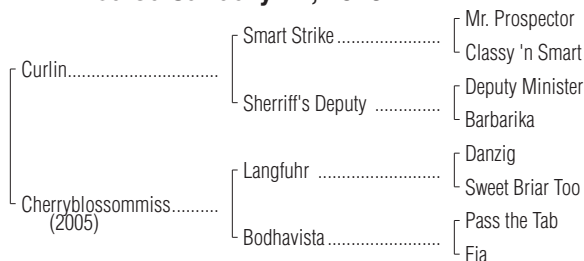 Mr. Prospector
Smart Strike ..................
Classy 'n Smart
Curlin..............................
Deputy Minister
Sherriff's Deputy ..............
Barbarika
Danzig
Langfuhr .......................
Sweet Briar Too
Cherryblossommiss.........
(2005)
Pass the Tab
Bodhavista......................
Fia